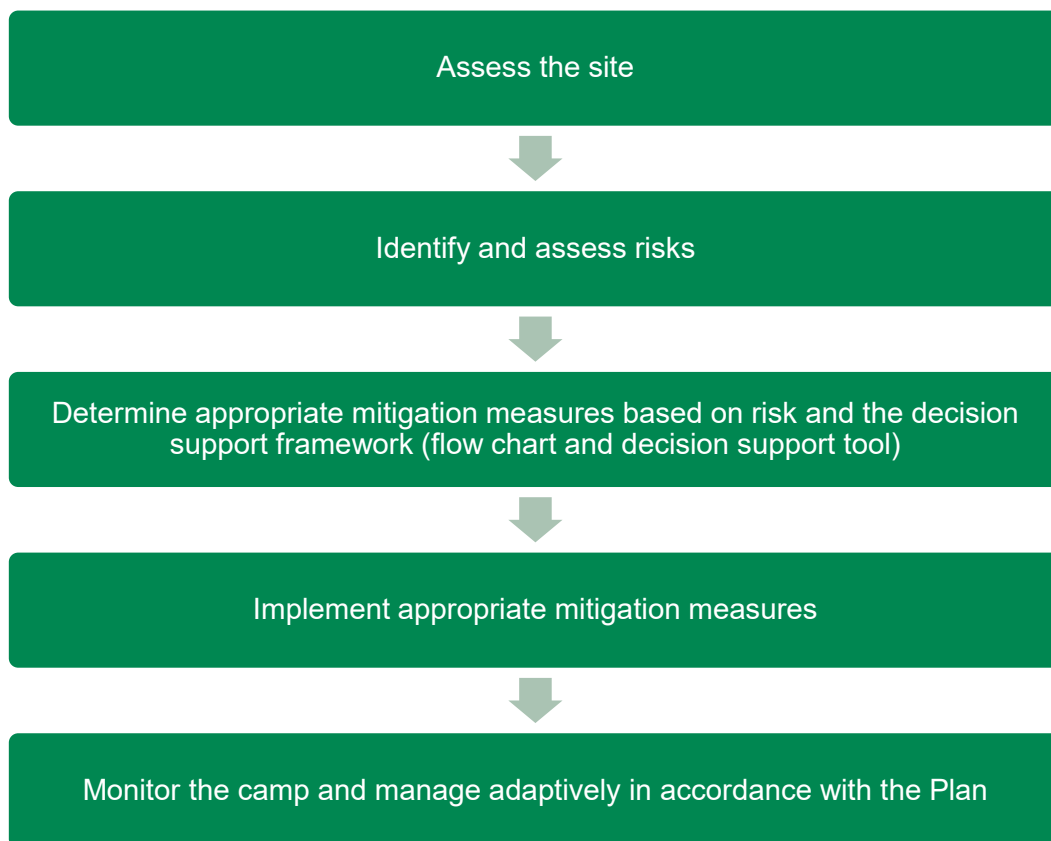 Assess the site
Identify and assess risks
Determine appropriate mitigation measures based on risk and the decision
support framework (flow chart and decision support tool)
Implement appropriate mitigation measures
Monitor the camp and manage adaptively in accordance with the Plan